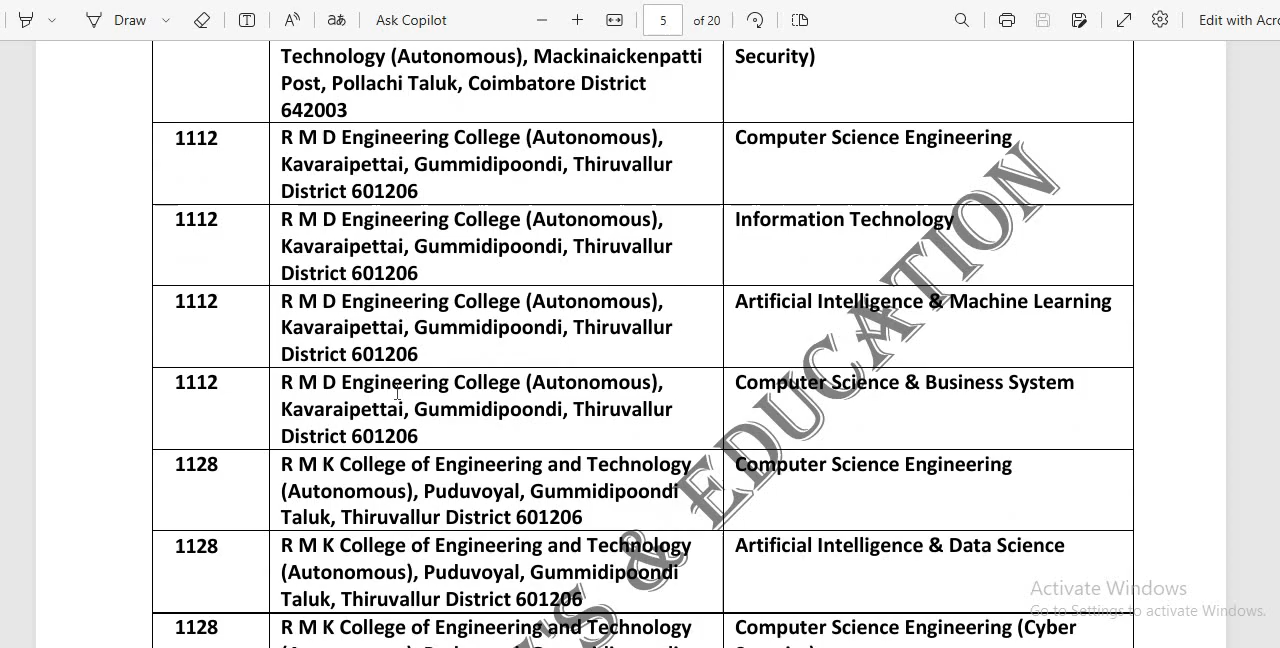 Draw
A
aあ
Ask Copilot
5
of 20
Edit with Acro
Technology (Autonomous), Mackinaickenpatti
Post, Pollachi Taluk, Coimbatore District
642003
Security)
1112
R M D Engineering College (Autonomous),
Kavaraipettai, Gummidipoondi, Thiruvallur
District 601206
Computer Science Engineering
1112
R M D Engineering College (Autonomous),
Kavaraipettai, Gummidipoondi, Thiruvallur
District 601206
Information Technology
1112
R M D Engineering College (Autonomous),
Kavaraipettai, Gummidipoondi, Thiruvallur
District 601206
Artificial Intelligence & Machine Learning
1112
R M D Engineering College (Autonomous),
Kavaraipettai, Gummidipoondi, Thiruvallur
District 601206
Computer Science & Business System
1128
R M K College of Engineering and Technology
(Autonomous), Puduvoyal, Gummidipoondi
Taluk, Thiruvallur District 601206
Computer Science Engineering
1128
R M K College of Engineering and Technology
(Autonomous), Puduvoyal, Gummidipoondi
Taluk, Thiruvallur District 601206
Artificial Intelligence & Data Science
1128
R M K College of Engineering and Technology
Computer Science Engineering (Cyber
'S & EDUCATION
Activate Windows
Go to Settings to activate Windows.